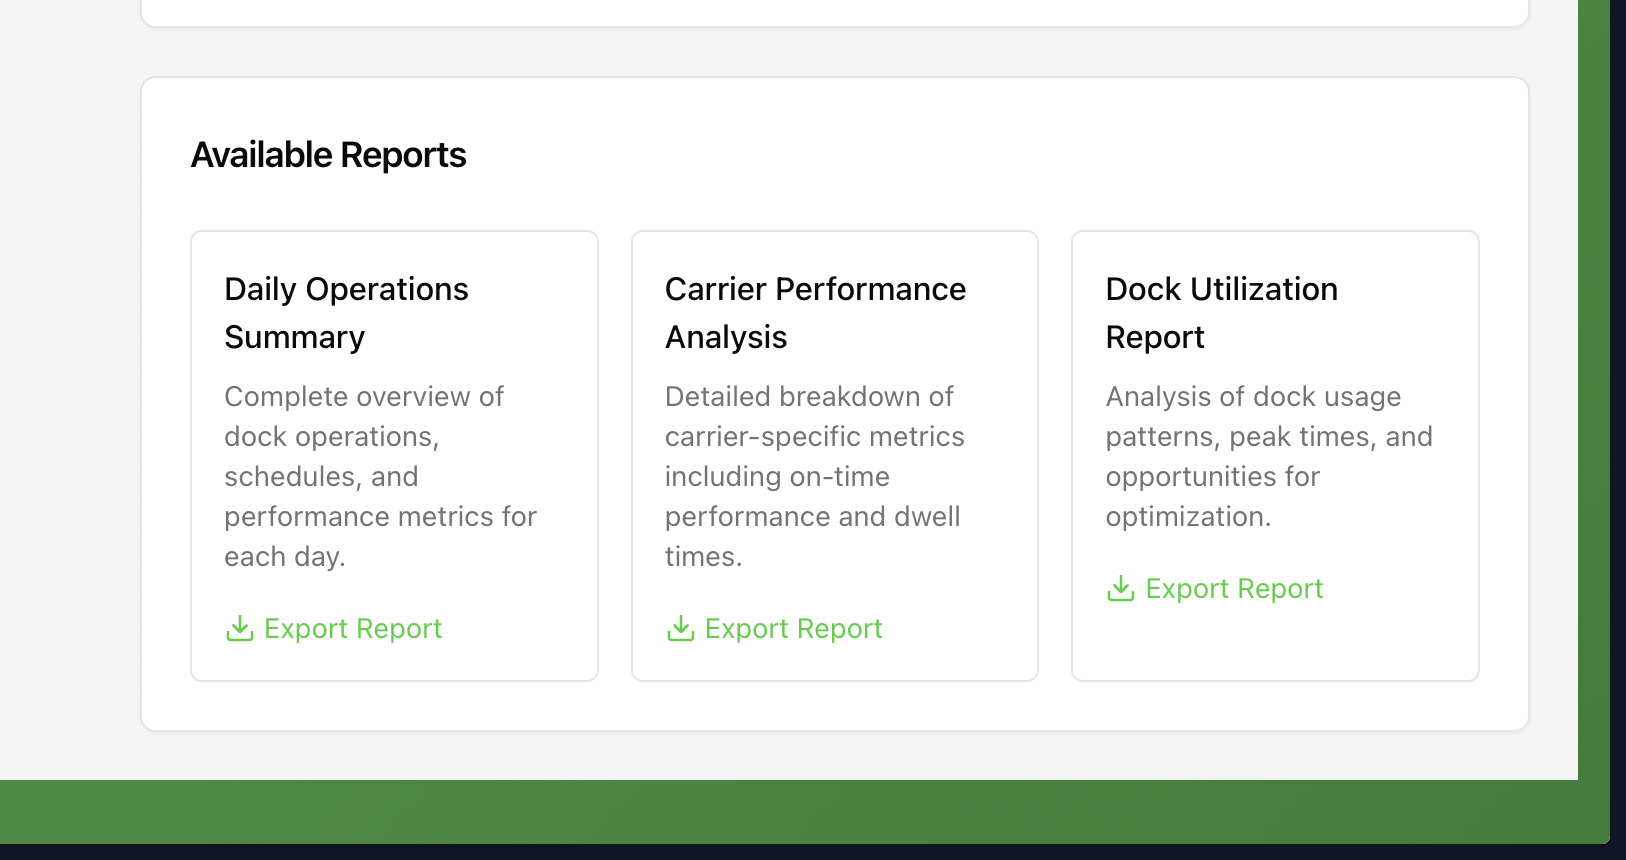 Available Reports
Daily Operations
Summary
Complete overview of
dock operations,
schedules, and
performance metrics for
each day.
Export Report
Carrier Performance
Analysis
Detailed breakdown of
carrier-specific metrics
including on-time
performance and dwell
times.
Export Report
Dock Utilization
Report
Analysis of dock usage
patterns, peak times, and
opportunities for
optimization.
Export Report